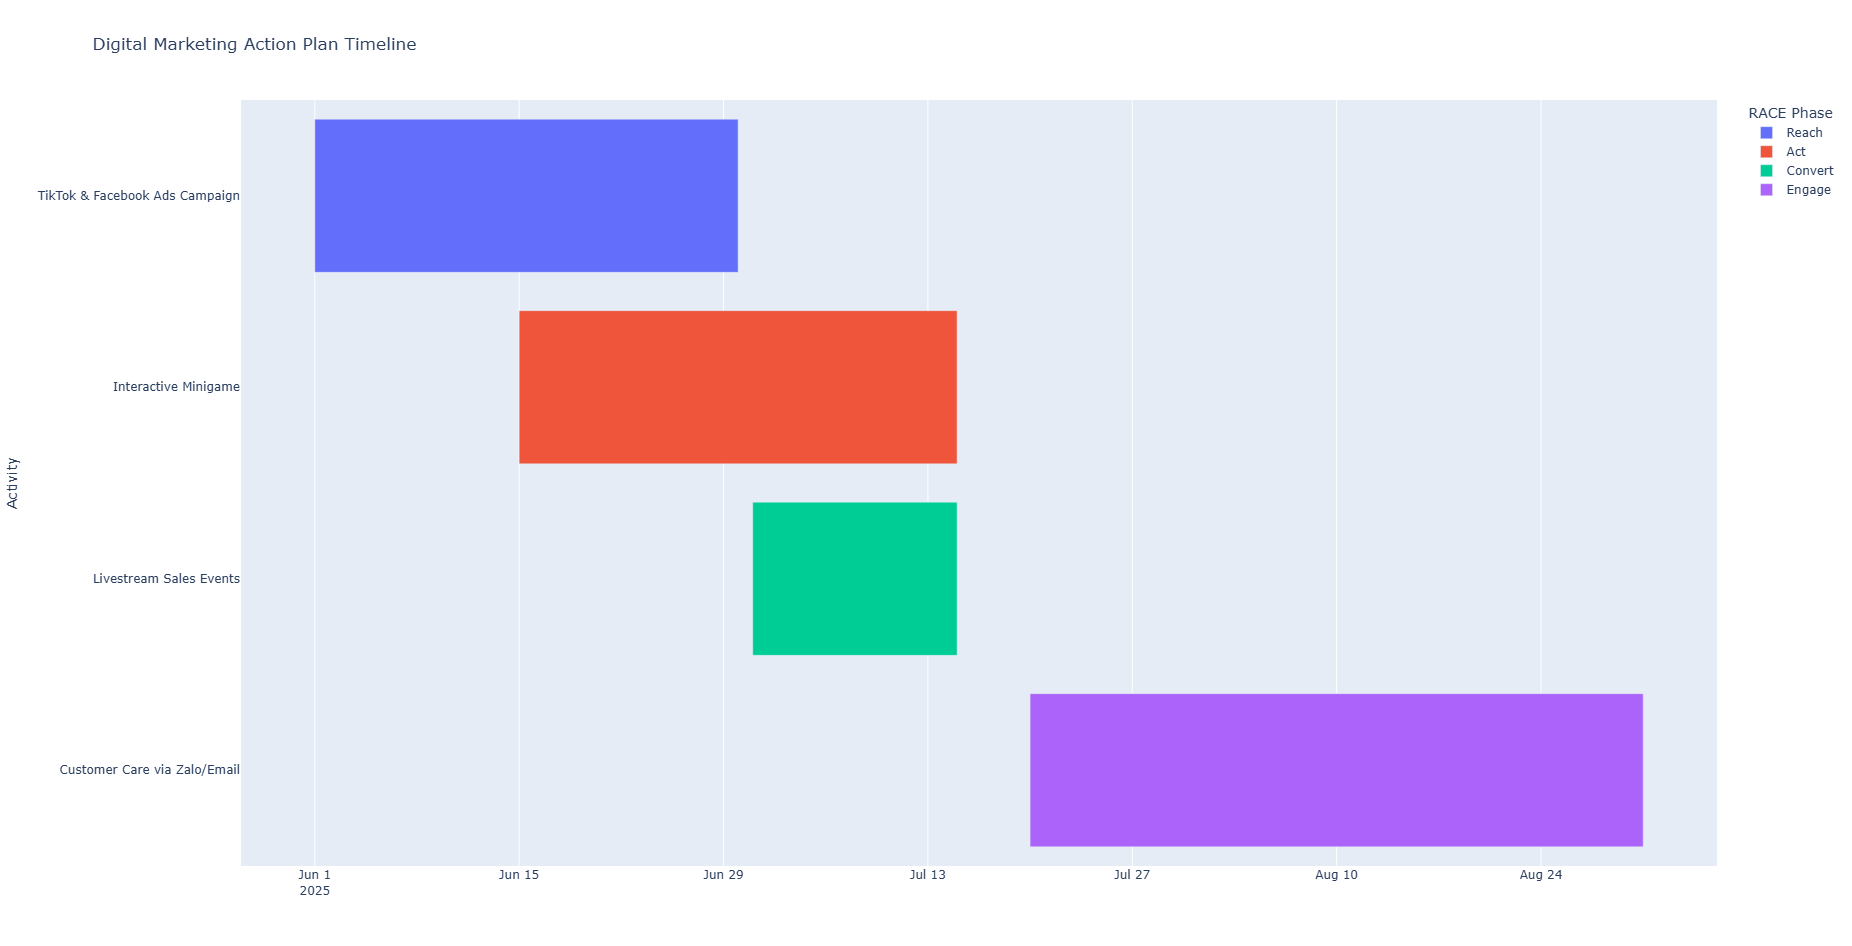 Digital Marketing Action Plan Timeline
RACE Phase
Reach
Act
Convert
Engage
Activity
TikTok & Facebook Ads Campaign
Interactive Minigame
Livestream Sales Events
Customer Care via Zalo/Email
Jun 1 Jun 15 Jun 29 Jul 13 Jul 27 Aug 10 Aug 24
2025